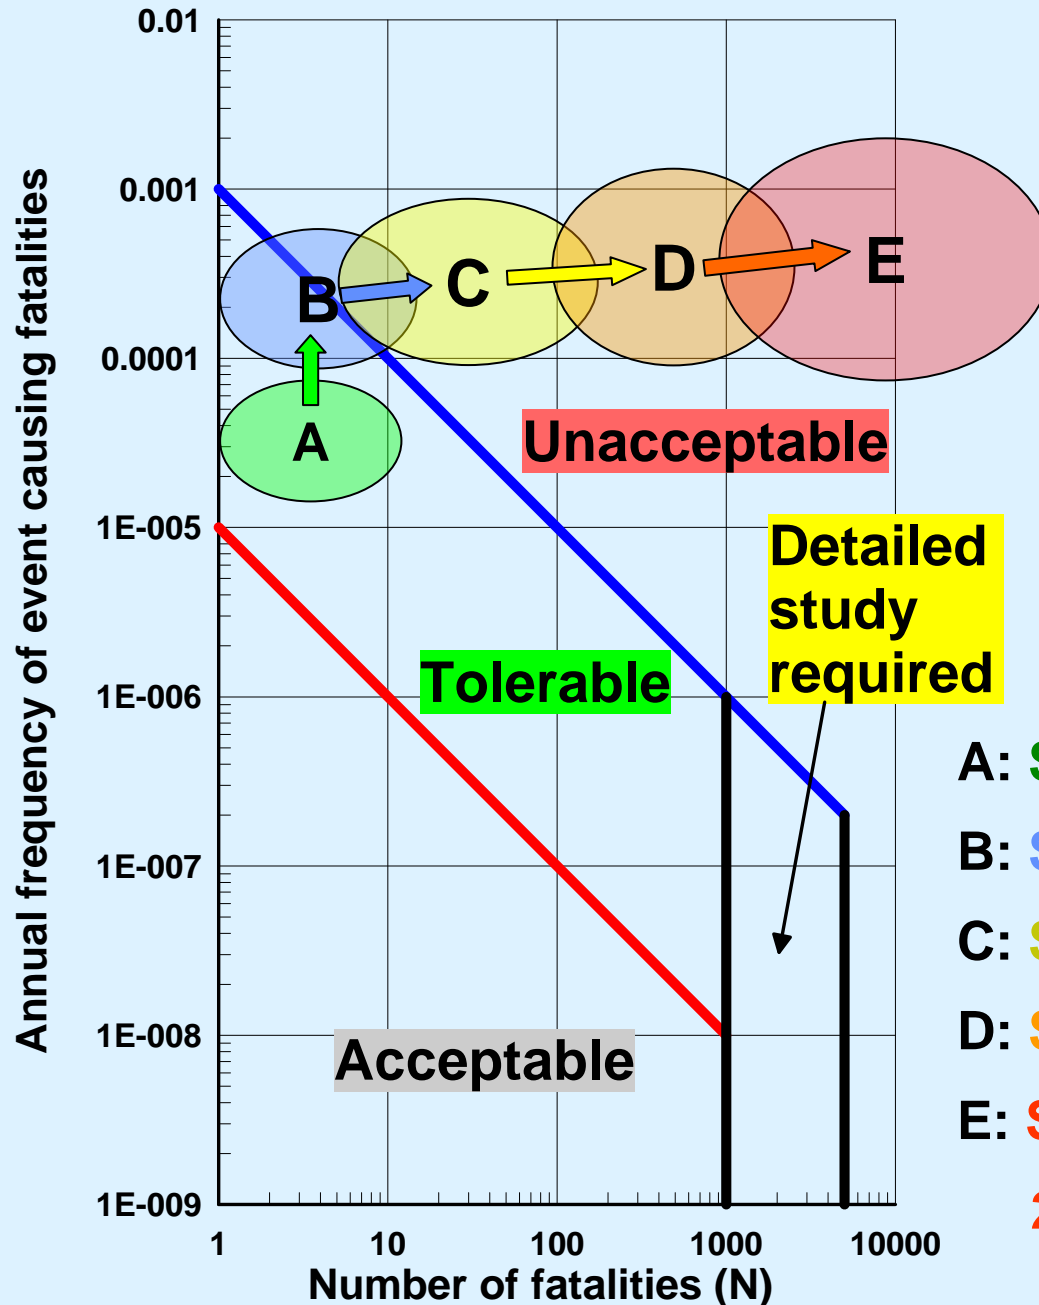 Annual frequency of event causing fatalities
0.01
0.001
0.0001
1E-005
1E-006
1E-007
1E-008
1E-009
B
C
D
E
A
Unacceptable
Detailed
study
required
Tolerable
Acceptable
A: S
B: S
C: S
D: S
E: S
2
1
10
100
1000
10000
Number of fatalities (N)